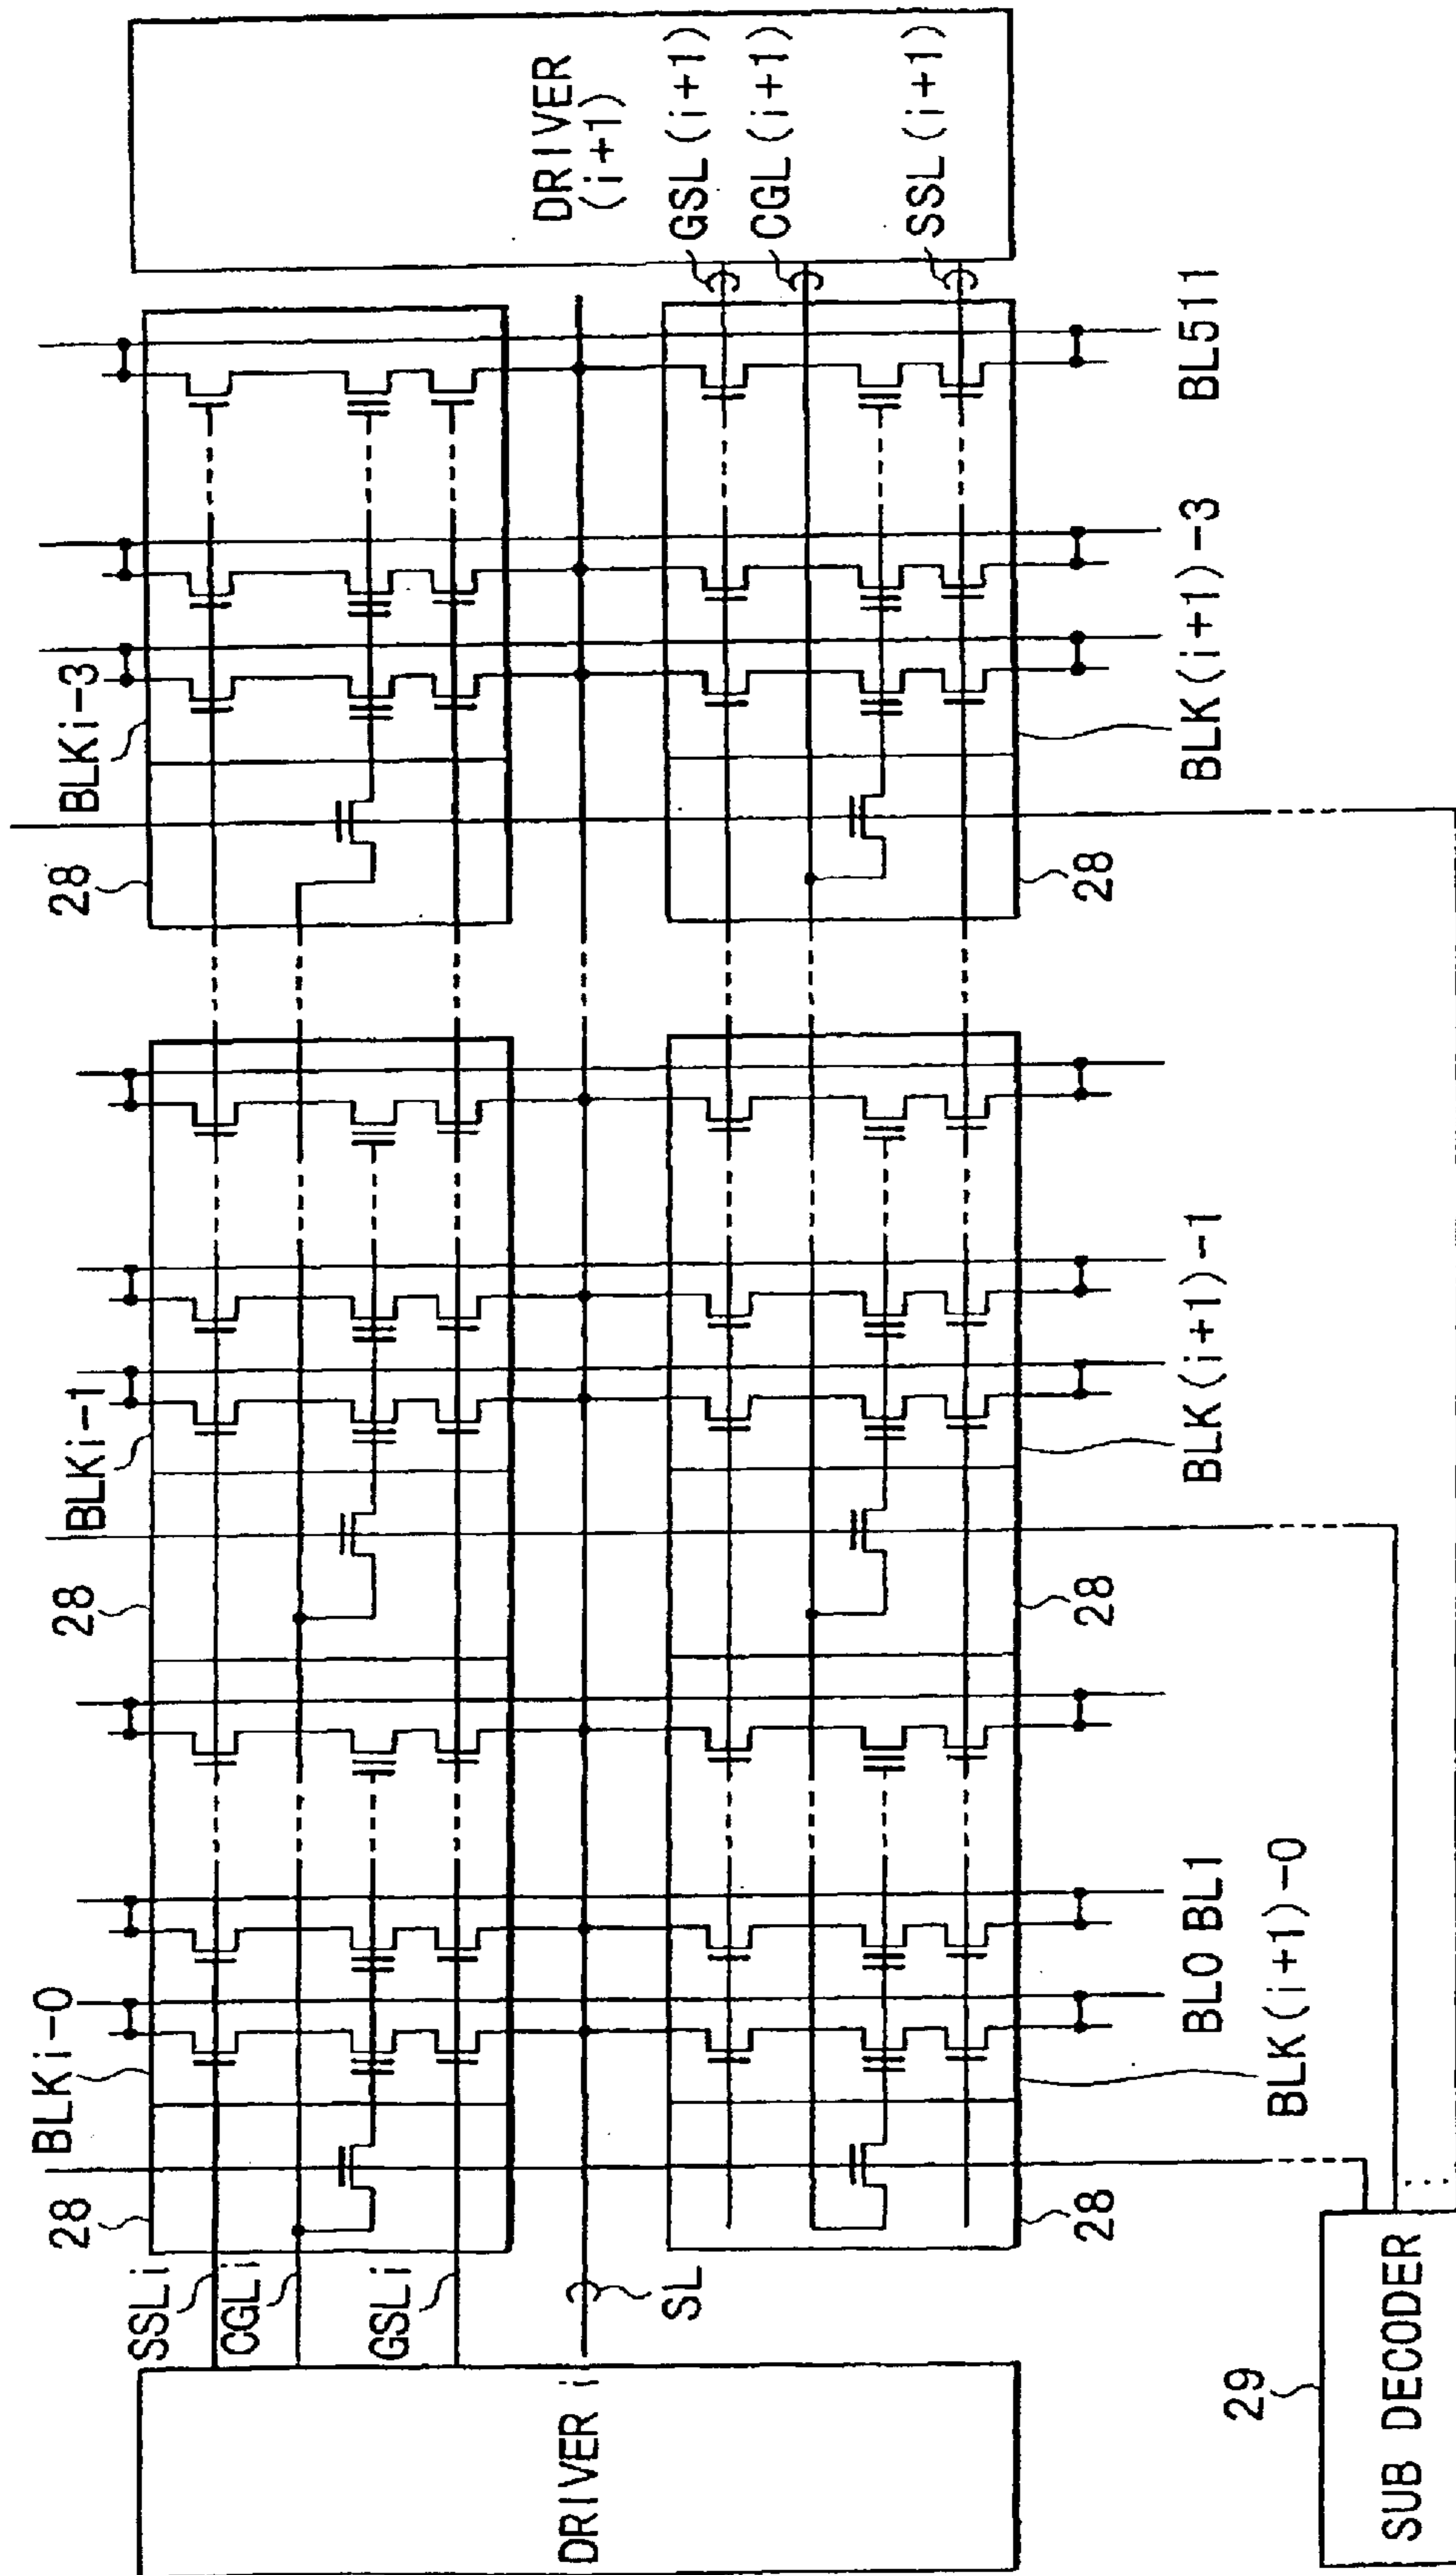 BLKi-0
BLKi-1
BLKi-3
28
28
28
SSLi
CGLi
GSLi
SL
DRIVER i
DRIVER
(i+1)
GSL(i+1)
CGL(i+1)
SSL(i+1)
28
28
28
BL0 BL1
BL511
BLK(i+1)-0
BLK(i+1)-1
BLK(i+1)-3
29
SUB DECODER